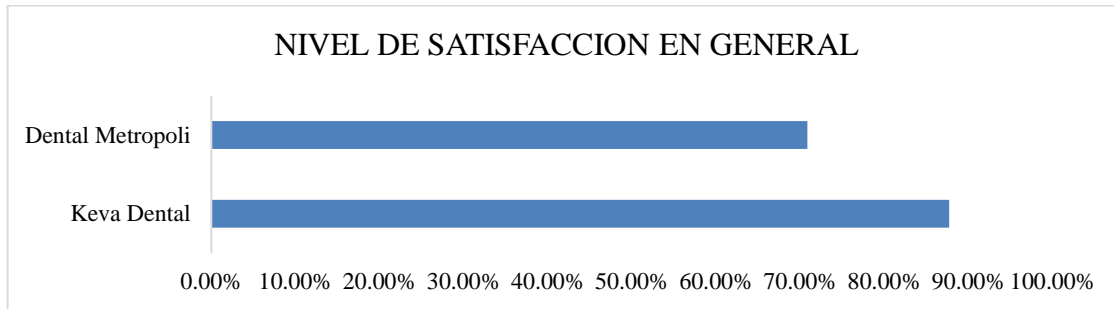 NIVEL DE SATISFACCION EN GENERAL
Dental Metropoli
Keva Dental
0.00% 10.00% 20.00% 30.00% 40.00% 50.00% 60.00% 70.00% 80.00% 90.00% 100.00%